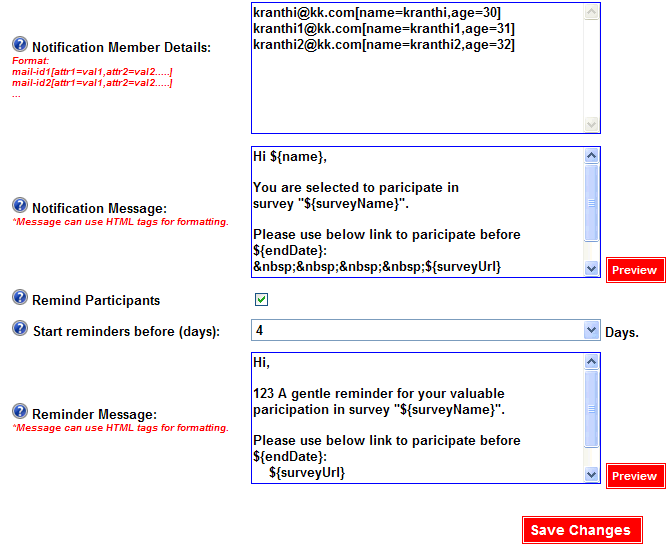 Notification Member Details:
Format:
mail-id1[attr1=val1,attr2=val2.....]
mail-id2[attr1=val1,attr2=val2.....]
...
kranthi@kk.com[name=kranthi,age=30]
kranthi1@kk.com[name=kranthi1,age=31]
kranthi2@kk.com[name=kranthi2,age=32]
Notification Message:
*Message can use HTML tags for formatting.
Hi ${name},
You are selected to paricipate in
survey "${surveyName}".
Please use below link to paricipate before
${endDate}:
&nbsp;&nbsp;&nbsp;&nbsp;${surveyUrl}
Preview
Remind Participants
Start reminders before (days):
4
Days.
Reminder Message:
*Message can use HTML tags for formatting.
Hi,
123 A gentle reminder for your valuable
paricipation in survey "${surveyName}".
Please use below link to paricipate before
${endDate}:
${surveyUrl}
Preview
Save Changes